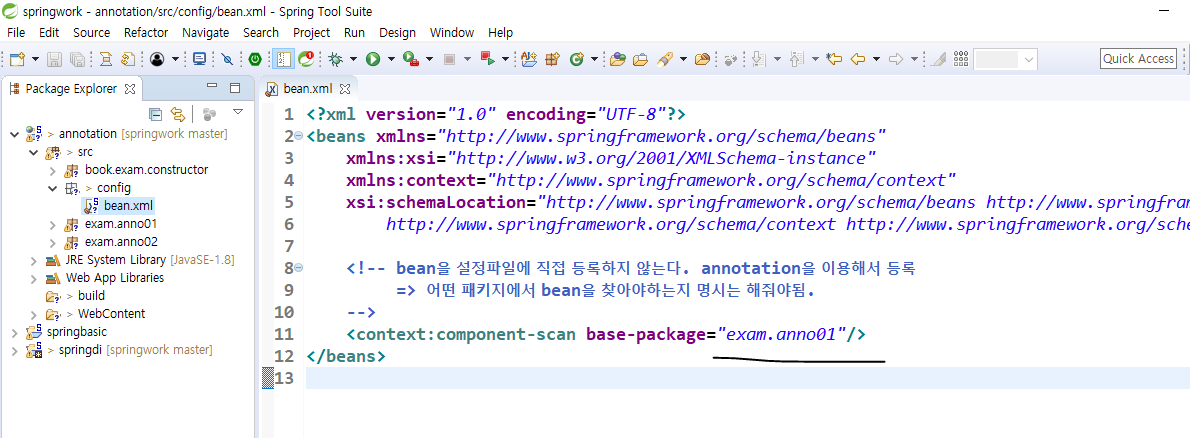 springwork - annotation/src/config/bean.xml - Spring Tool Suite
File Edit Source Refactor Navigate Search Project Run Design Window Help
Quick Access
Package Explorer
bean.xml
> annotation [springwork master]
> src
book.exam.constructor
> config
bean.xml
exam.anno01
exam.anno02
JRE System Library [JavaSE-1.8]
Web App Libraries
> build
> WebContent
springbasic
> springdi [springwork master]
1 <?xml version="1.0" encoding="UTF-8"?>
2 <beans xmlns="http://www.springframework.org/schema/beans"
3 xmlns:xsi="http://www.w3.org/2001/XMLSchema-instance"
4 xmlns:context="http://www.springframework.org/schema/context"
5 xsi:schemaLocation="http://www.springframework.org/schema/beans http://www.springfra
6 http://www.springframework.org/schema/context http://www.springframework.org/sche
7
8 <!-- bean을 설정파일에 직접 등록하지 않는다. annotation을 이용해서 등록
9 => 어떤 패키지에서 bean을 찾아야하는지 명시는 해줘야됨.
10 -->
11 <context:component-scan base-package="exam.anno01"/>
12 </beans>
13